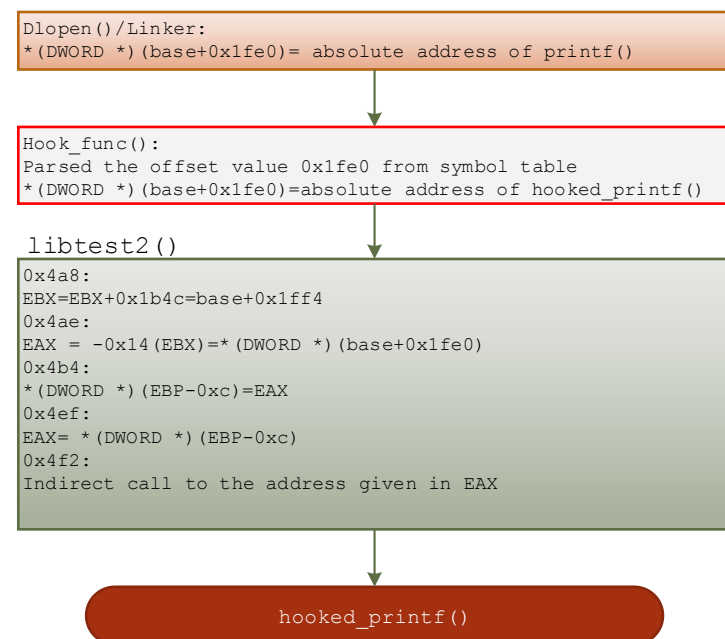 Dlopen()/Linker:
*(DWORD *)(base+0x1fe0)= absolute address of printf()
Hook_func():
Parsed the offset value 0x1fe0 from symbol table
*(DWORD *)(base+0x1fe0)=absolute address of hooked_printf()
libtest2()
0x4a8:
EBX=EBX+0x1b4c=base+0x1ff4
0x4ae:
EAX = -0x14(EBX)=*(DWORD *)(base+0x1fe0)
0x4b4:
*(DWORD *)(EBP-0xc)=EAX
0x4ef:
EAX= *(DWORD *)(EBP-0xc)
0x4f2:
Indirect call to the address given in EAX
hooked_printf()